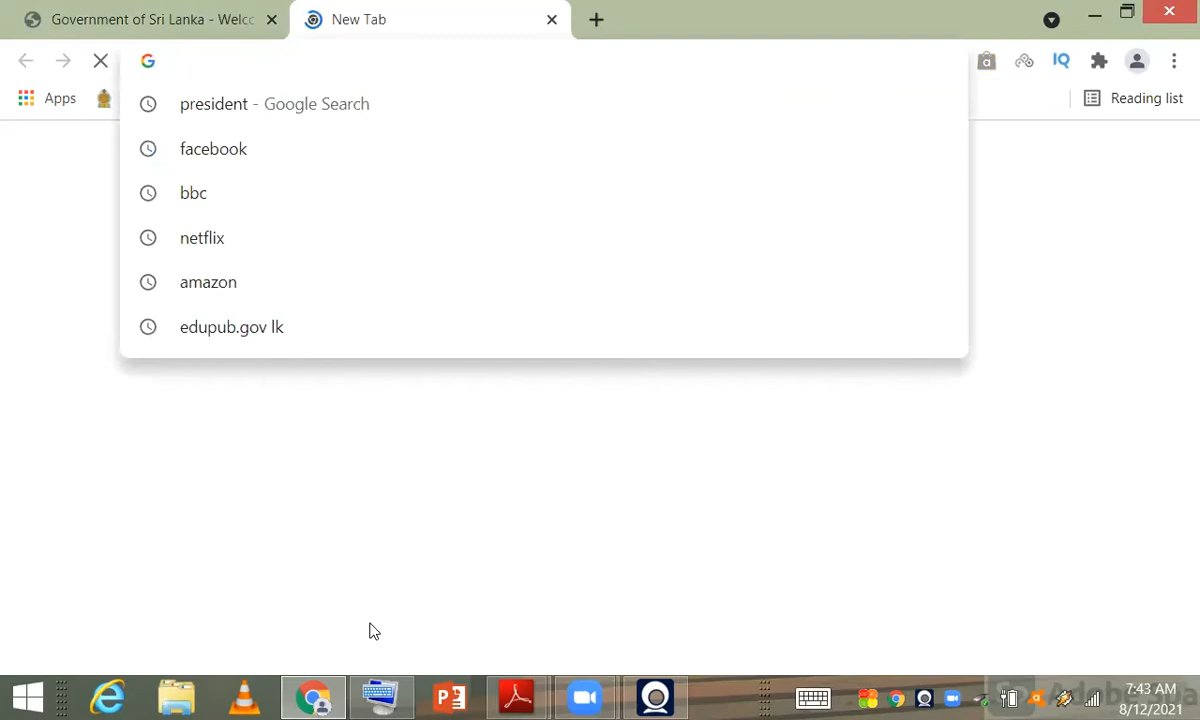 Government of Sri Lanka - Welc
New Tab
IQ
Apps
Reading list
president - Google Search
facebook
bbc
netflix
amazon
edupub.gov lk
7:43 AM
8/12/2021